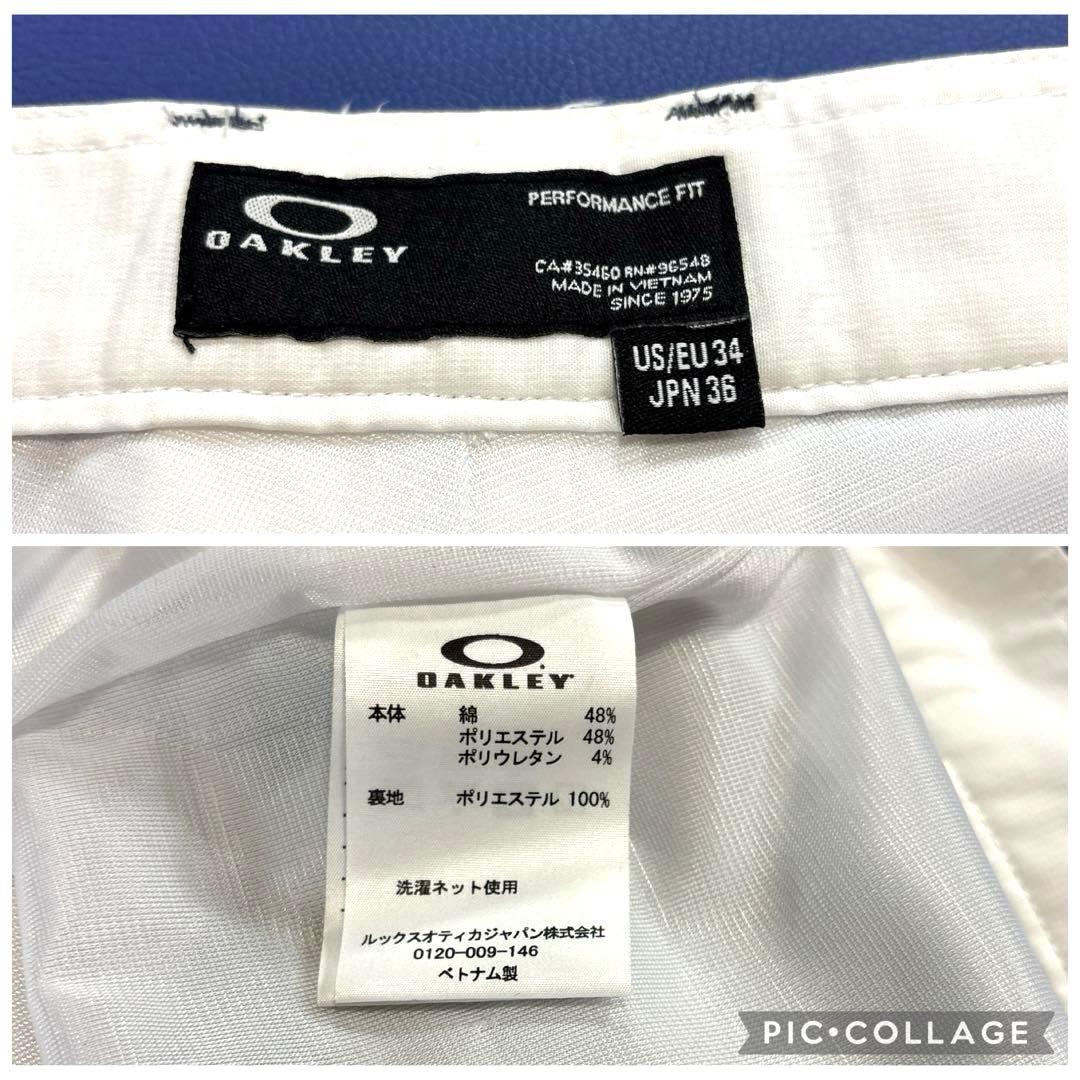 OAKLEY
PERFORMANCE FIT
CA#35460 RN#96548
MADE IN VIETNAM
SINCE 1975
US/EU 34
JPN 36
OAKLEY
本体 綿 48%
ポリエステル 48%
ポリウレタン 4%
裏地 ポリエステル 100%
洗濯ネット使用
ルックスオティカジャパン株式会社
0120-009-146
ベトナム製
PIC•COLLAGE